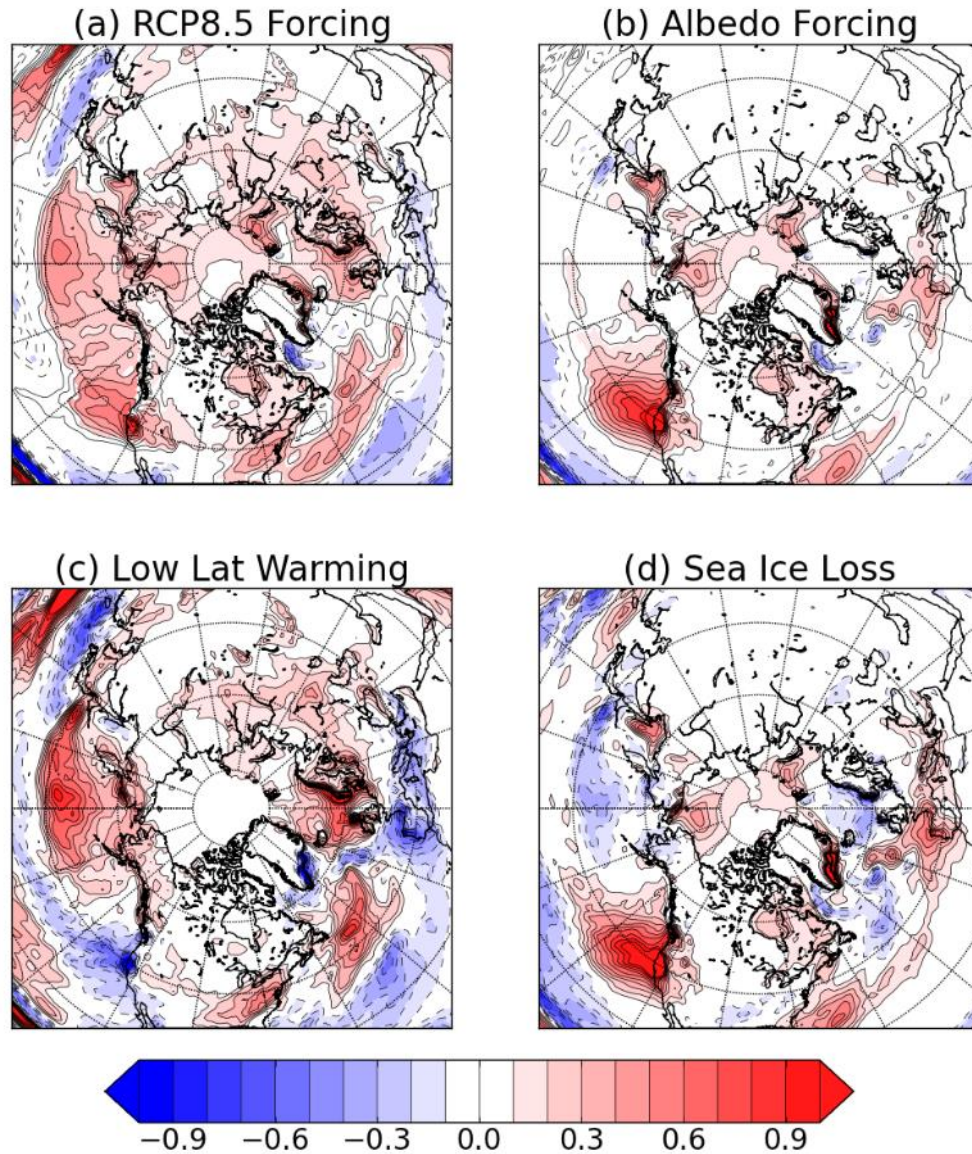 (a) RCP8.5 Forcing
(b) Albedo Forcing
(c) Low Lat Warming
(d) Sea Ice Loss
−0.9 −0.6 −0.3 0.0 0.3 0.6 0.9